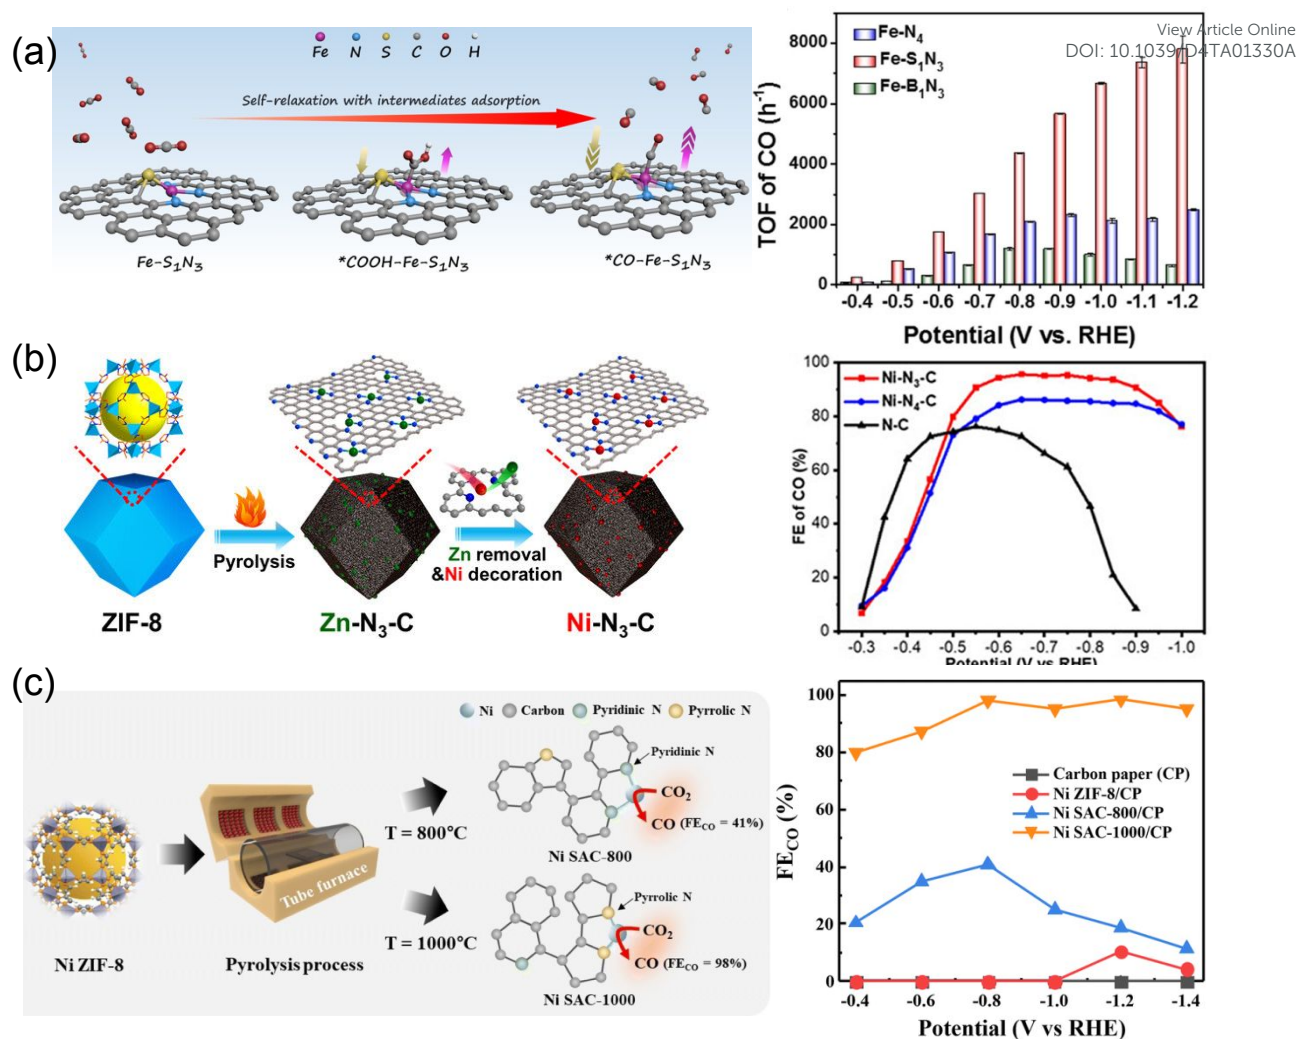 View Article Online
DOI: 10.1039/D4TA01330A
(a)
Fe N S C O H
Self-relaxation with intermediates adsorption
Fe-S₁N₃
*COOH-Fe-S₁N₃
*CO-Fe-S₁N₃
TOF of CO (h⁻¹)
8000
6000
4000
2000
0
Fe-N₄
Fe-S₁N₃
Fe-B₁N₃
-0.4 -0.5 -0.6 -0.7 -0.8 -0.9 -1.0 -1.1 -1.2
Potential (V vs. RHE)
(b)
Pyrolysis
Zn removal
&Ni decoration
ZIF-8
Zn-N₃-C
Ni-N₃-C
FE of CO (%)
100
80
60
40
20
0
Ni-N₃-C
Ni-N₄-C
N-C
-0.3 -0.4 -0.5 -0.6 -0.7 -0.8 -0.9 -1.0
Potential (V vs RHE)
(c)
Ni Carbon Pyridinic N Pyrrolic N
Pyridinic N
CO₂
CO (FE_CO = 41%)
T = 800°C
Ni SAC-800
Tube furnace
Pyrrolic N
T = 1000°C
CO₂
CO (FE_CO = 98%)
Ni ZIF-8
Pyrolysis process
Ni SAC-1000
FE_CO (%)
100
80
60
40
20
0
Carbon paper (CP)
Ni ZIF-8/CP
Ni SAC-800/CP
Ni SAC-1000/CP
-0.4 -0.6 -0.8 -1.0 -1.2 -1.4
Potential (V vs RHE)